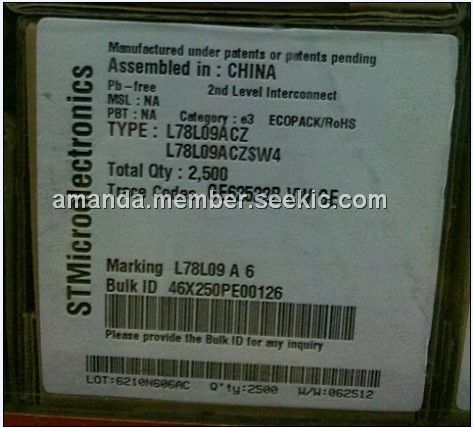 STMicroelectronics
Manufactured under patents or patents pending
Assembled in : CHINA
Pb-free 2nd Level Interconnect
MSL : NA
PBT : NA Category : e3 ECOPACK/RoHS
TYPE : L78L09ACZ
L78L09ACZ$W4
Total Qty : 2,500
Trace Codes
amanda.member.seekic.com
Marking L78L09 A 6
Bulk ID 46X250PE00126
Please provide the Bulk ID for any inquiry
LOT:6210N606AC Q'ty:2500 W/W:062512